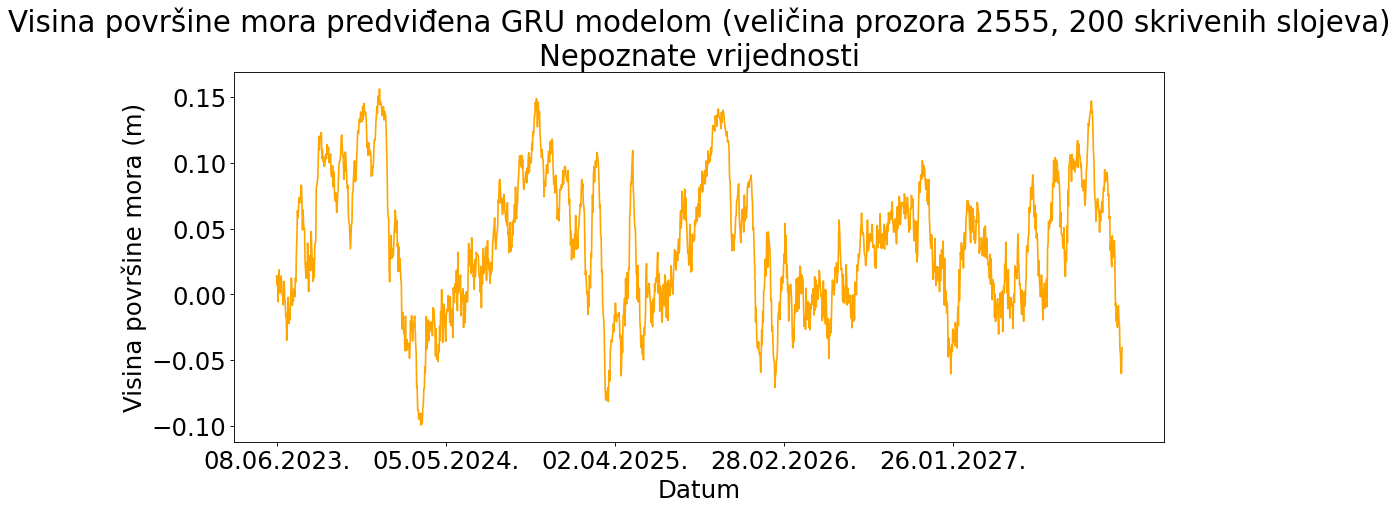 Visina površine mora predviđena GRU modelom (veličina prozora 2555, 200 skrivenih slojeva)
Nepoznate vrijednosti
Visina površine mora (m)
0.15
0.10
0.05
0.00
−0.05
−0.10
08.06.2023. 05.05.2024. 02.04.2025. 28.02.2026. 26.01.2027.
Datum